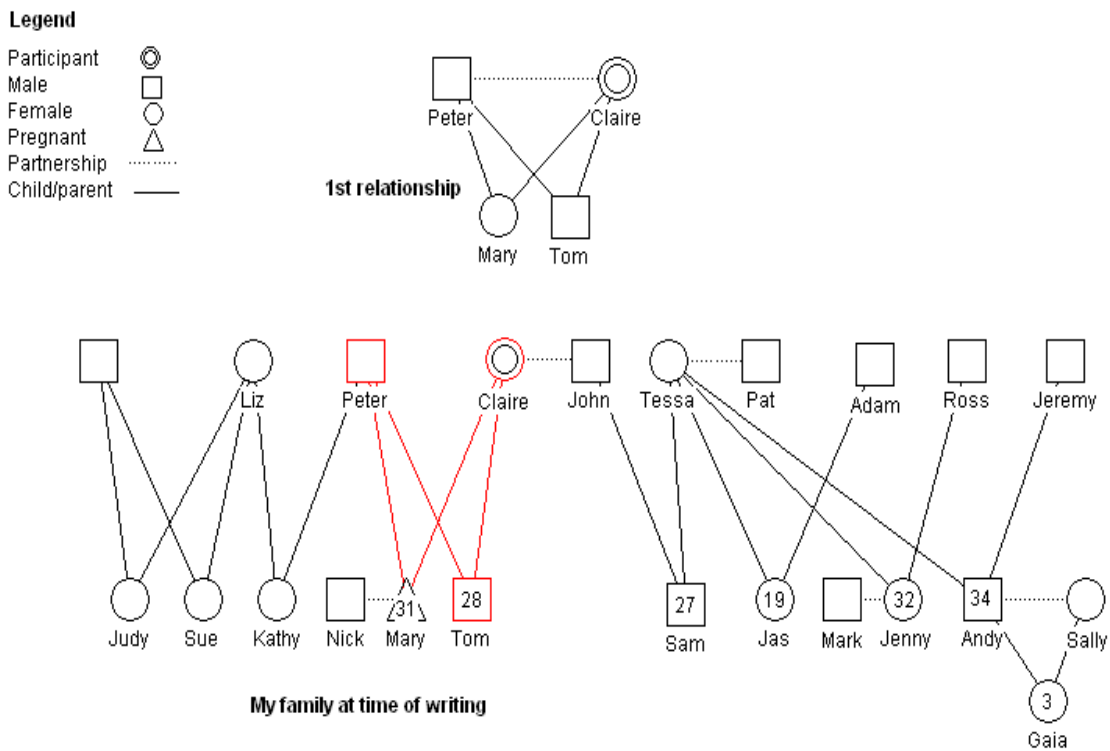 Legend
Participant
Male
Female
Pregnant
Partnership
Child/parent
Peter Claire
1st relationship
Mary Tom
Liz Peter Claire John Tessa Pat Adam Ross Jeremy
31 28 27 19 32 34
Judy Sue Kathy Nick Mary Tom Sam Jas Mark Jenny Andy Sally
My family at time of writing
3
Gaia